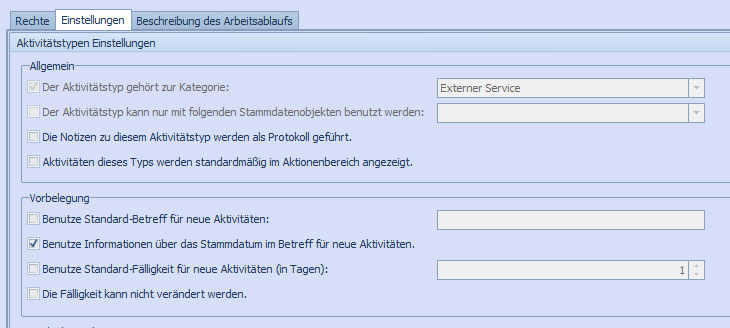 Rechte Einstellungen Beschreibung des Arbeitsablaufs
Aktivitätstypen Einstellungen
Allgemein
Der Aktivitätstyp gehört zur Kategorie: Externer Service
Der Aktivitätstyp kann nur mit folgenden Stammdatenobjekten benutzt werden:
Die Notizen zu diesem Aktivitätstyp werden als Protokoll geführt.
Aktivitäten dieses Typs werden standardmäßig im Aktionenbereich angezeigt.
Vorbelegung
Benutze Standard-Betreff für neue Aktivitäten:
Benutze Informationen über das Stammdatum im Betreff für neue Aktivitäten.
Benutze Standard-Fälligkeit für neue Aktivitäten (in Tagen): 1
Die Fälligkeit kann nicht verändert werden.